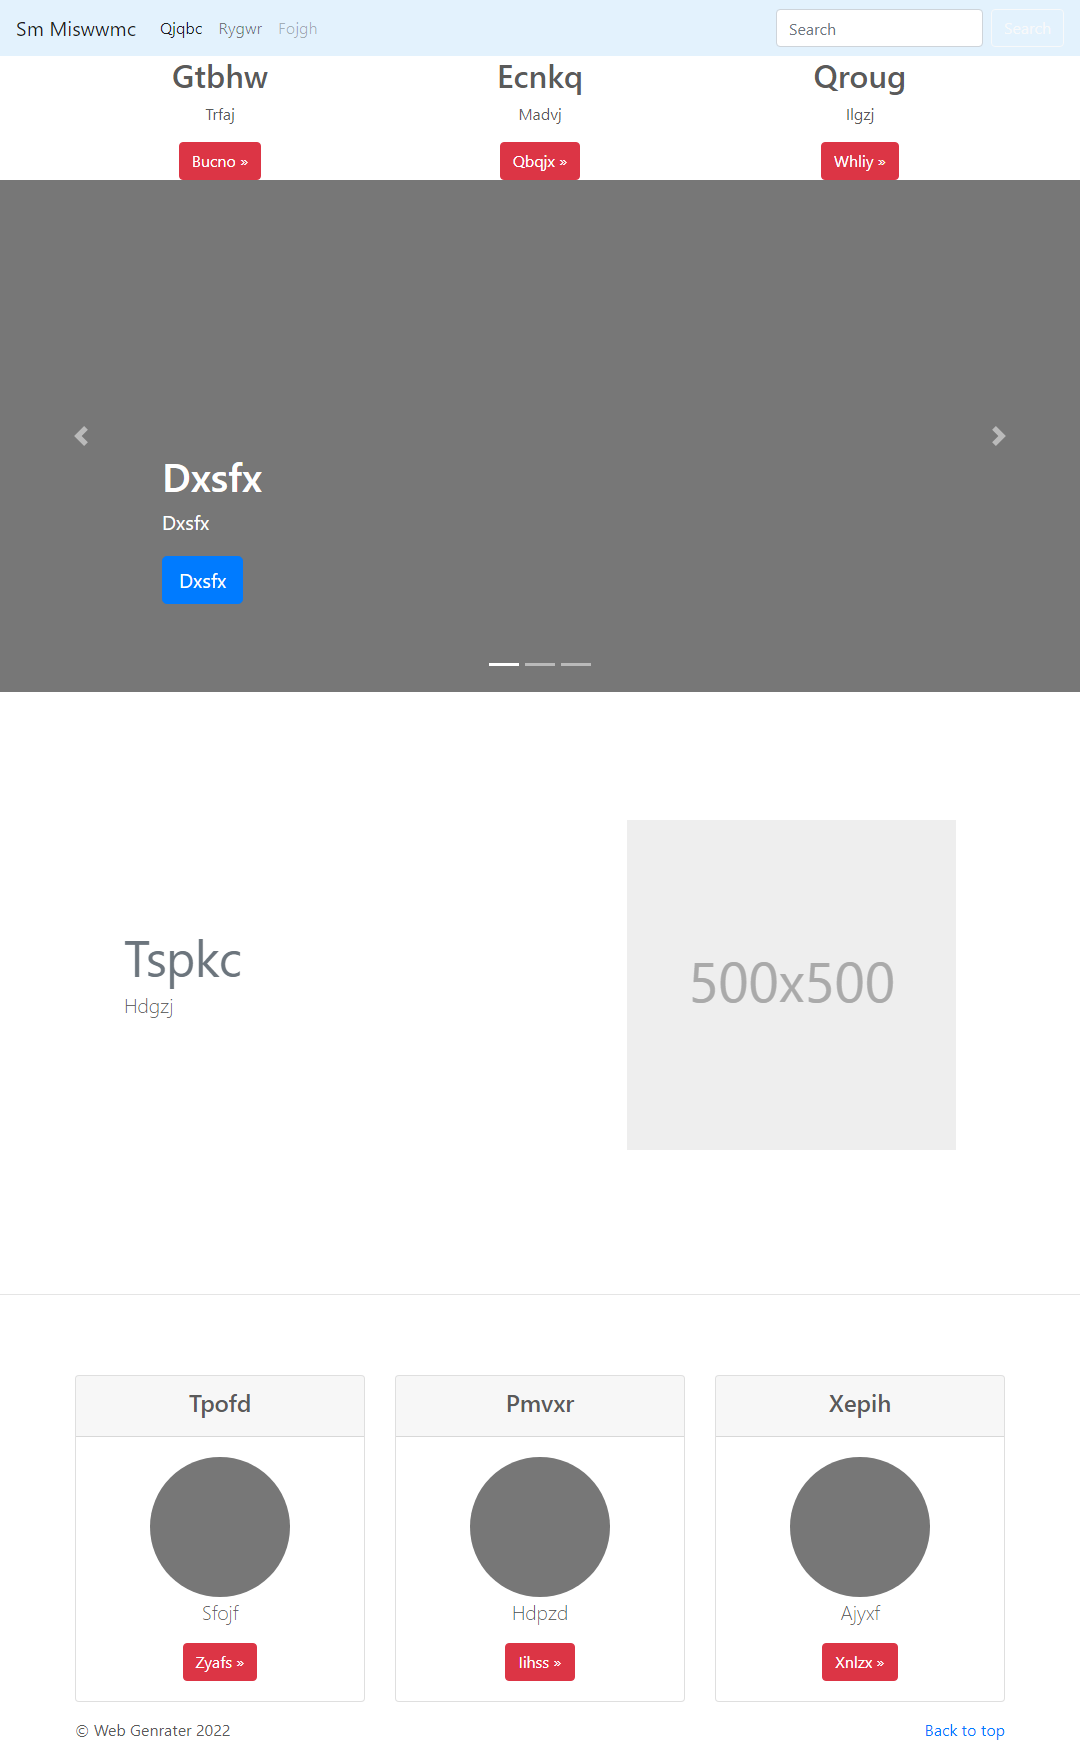 Sm Miswwmc Qjqbc Rygwr Fojgh Search Search
Gtbhw Ecnkq Qroug
Trfaj Madvj Ilgzj
Bucno » Qbqjx » Whliy »
Dxsfx
Dxsfx
Dxsfx
Tspkc
Hdgzj
500x500
Tpofd Pmvxr Xepih
Sfojf Hdpzd Ajyxf
Zyafs » Iihss » Xnlzx »
© Web Genrater 2022 Back to top